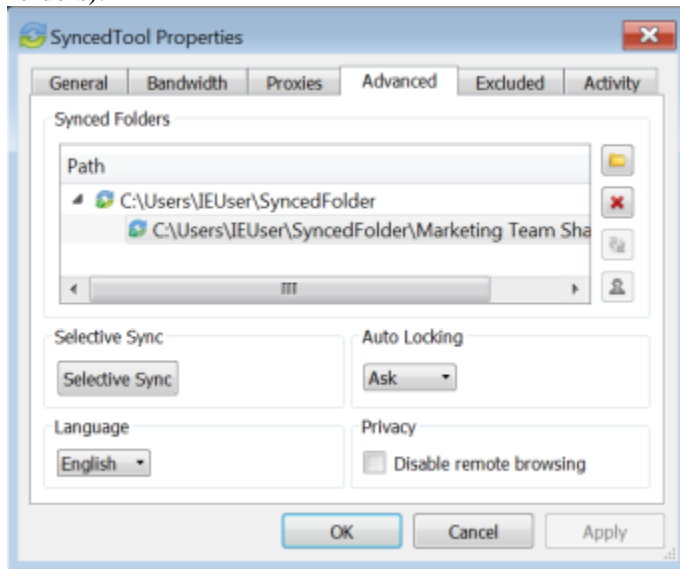 SyncedTool Properties
General Bandwidth Proxies Advanced Excluded Activity
Synced Folders
Path
C:\Users\IEUser\SyncedFolder
C:\Users\IEUser\SyncedFolder\Marketing Team Sha
Selective Sync Auto Locking
Selective Sync Ask
Language Privacy
English Disable remote browsing
OK Cancel Apply